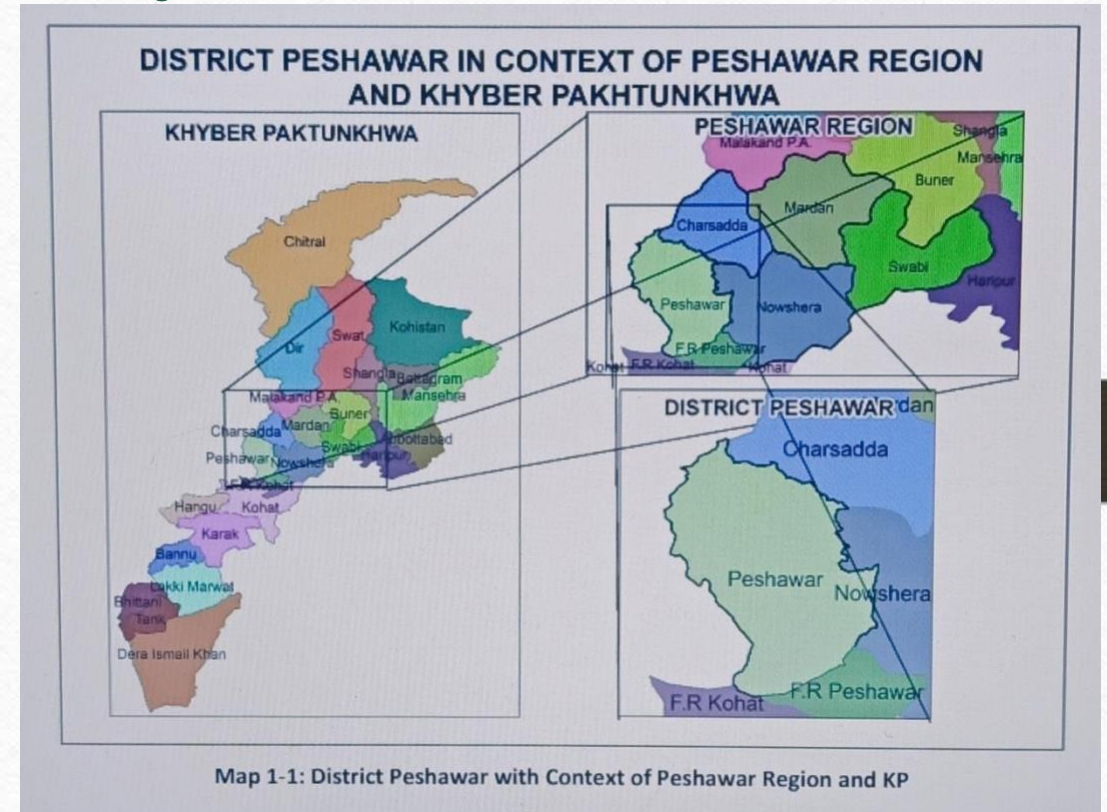 DISTRICT PESHAWAR IN CONTEXT OF PESHAWAR REGION
AND KHYBER PAKHTUNKHWA
KHYBER PAKTUNKHWA
Chitral
Dir
Swat
Kohistan
Shangla
Battagram
Mansehra
Malakand P.A.
Buner
Charsadda
Mardan
Swabi
Abbottabad
Peshawar
Nowshera
Haripur
F.R Kohat
Hangu
Kohat
Karak
Bannu
Lakki Marwat
Bhittani
Tank
Dera Ismail Khan
PESHAWAR REGION
Malakand P.A.
Shangla
Mansehra
Buner
Mardan
Charsadda
Swabi
Haripur
Peshawar
Nowshera
F.R Peshawar
Kohat
F.R Kohat
Kohat
DISTRICT PESHAWAR
dan
Charsadda
Peshawar
Nowshera
F.R Peshawar
F.R Kohat
Map 1-1: District Peshawar with Context of Peshawar Region and KP